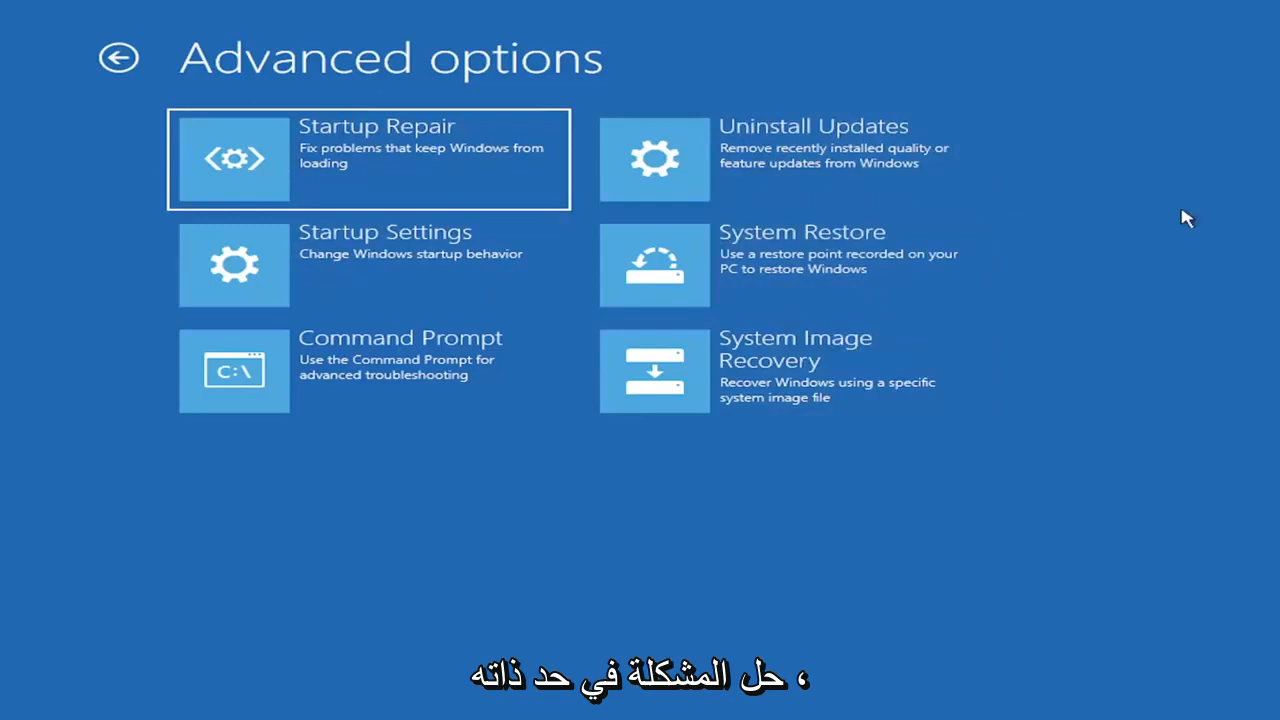 Advanced options
Startup Repair
Fix problems that keep Windows from
loading
Uninstall Updates
Remove recently installed quality or
feature updates from Windows
Startup Settings
Change Windows startup behavior
System Restore
Use a restore point recorded on your
PC to restore Windows
Command Prompt
Use the Command Prompt for
advanced troubleshooting
C:\
System Image
Recovery
Recover Windows using a specific
system image file
، حل المشكلة في حد ذاته